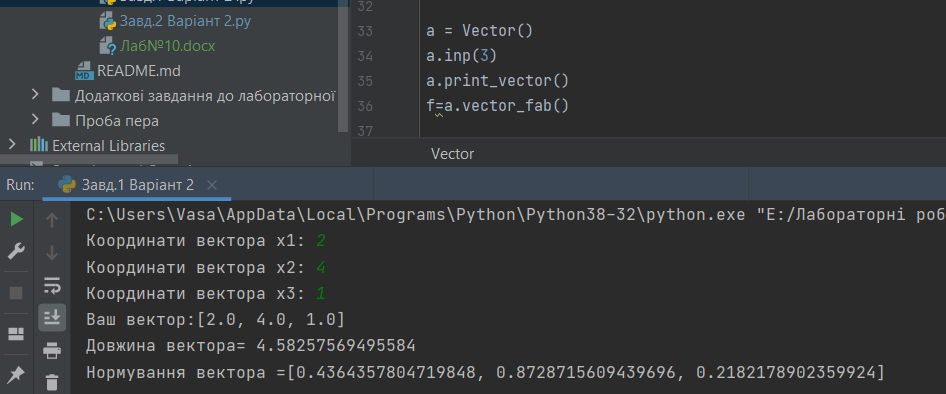 Завд.2 Варіант 2.py
Лаб№10.docx
README.md
Додаткові завдання до лабораторної
Проба пера
External Libraries
32
33 a = Vector()
34 a.inp(3)
35 a.print_vector()
36 f=a.vector_fab()
37
Vector
Run: Завд.1 Варіант 2
C:\Users\Vasa\AppData\Local\Programs\Python\Python38-32\python.exe "E:/Лабораторні роб
Координати вектора x1: 2
Координати вектора x2: 4
Координати вектора x3: 1
Ваш вектор:[2.0, 4.0, 1.0]
Довжина вектора= 4.58257569495584
Нормування вектора =[0.4364357804719848, 0.8728715609439696, 0.2182178902359924]